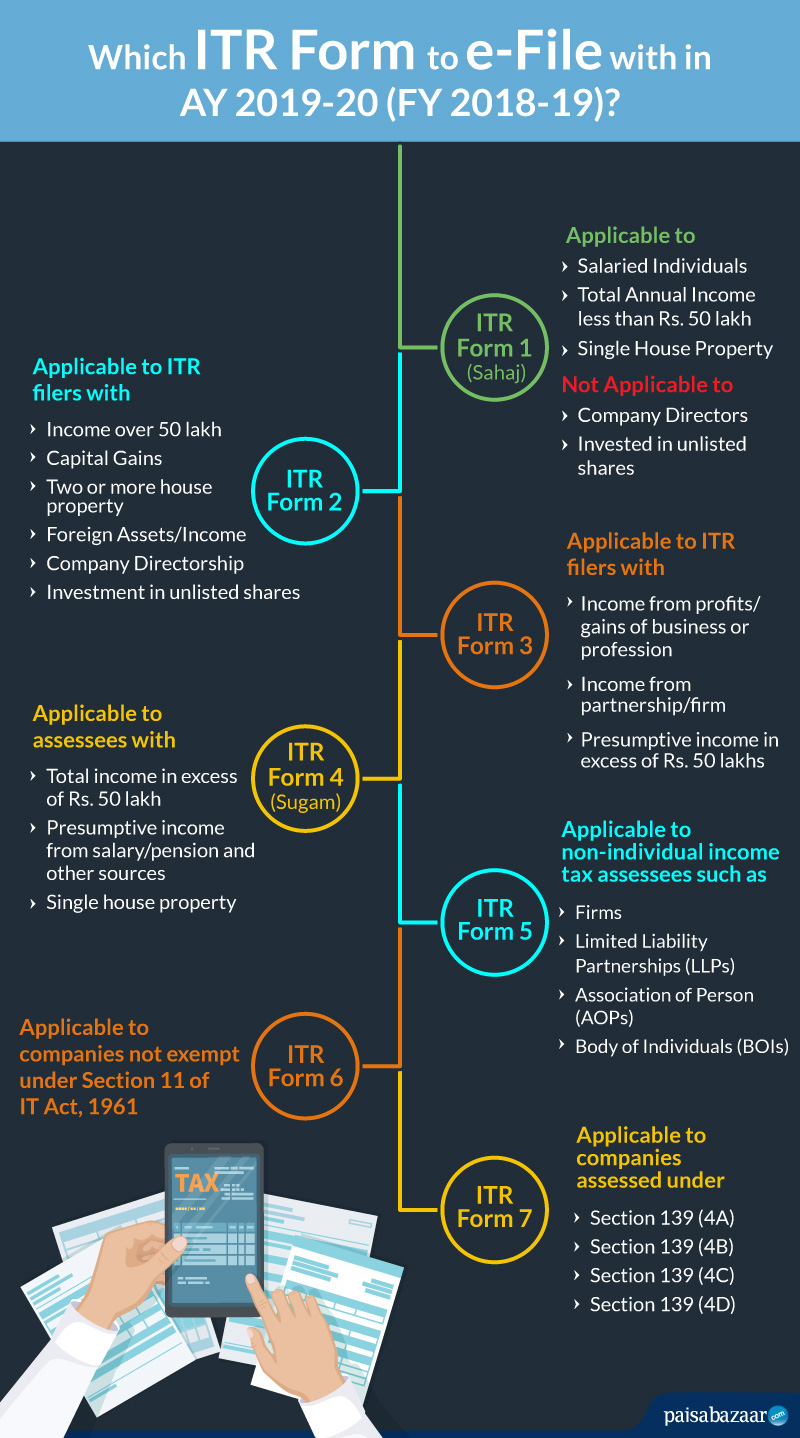 Which ITR Form to e-File with in
AY 2019-20 (FY 2018-19)?
ITR
Form 1
(Sahaj)
Applicable to
› Salaried Individuals
› Total Annual Income
less than Rs. 50 lakh
› Single House Property
Not Applicable to
› Company Directors
› Invested in unlisted
shares
Applicable to ITR
filers with
› Income over 50 lakh
› Capital Gains
› Two or more house
property
› Foreign Assets/Income
› Company Directorship
› Investment in unlisted shares
ITR
Form 2
ITR
Form 3
Applicable to ITR
filers with
› Income from profits/
gains of business or
profession
› Income from
partnership/firm
› Presumptive income in
excess of Rs. 50 lakhs
Applicable to
assessees with
› Total income in excess
of Rs. 50 lakh
› Presumptive income
from salary/pension and
other sources
› Single house property
ITR
Form 4
(Sugam)
ITR
Form 5
Applicable to
non-individual income
tax assessees such as
› Firms
› Limited Liability
Partnerships (LLPs)
› Association of Person
(AOPs)
› Body of Individuals (BOIs)
Applicable to
companies not exempt
under Section 11 of
IT Act, 1961
ITR
Form 6
ITR
Form 7
Applicable to
companies
assessed under
› Section 139 (4A)
› Section 139 (4B)
› Section 139 (4C)
› Section 139 (4D)
TAX
paisabazaar.com